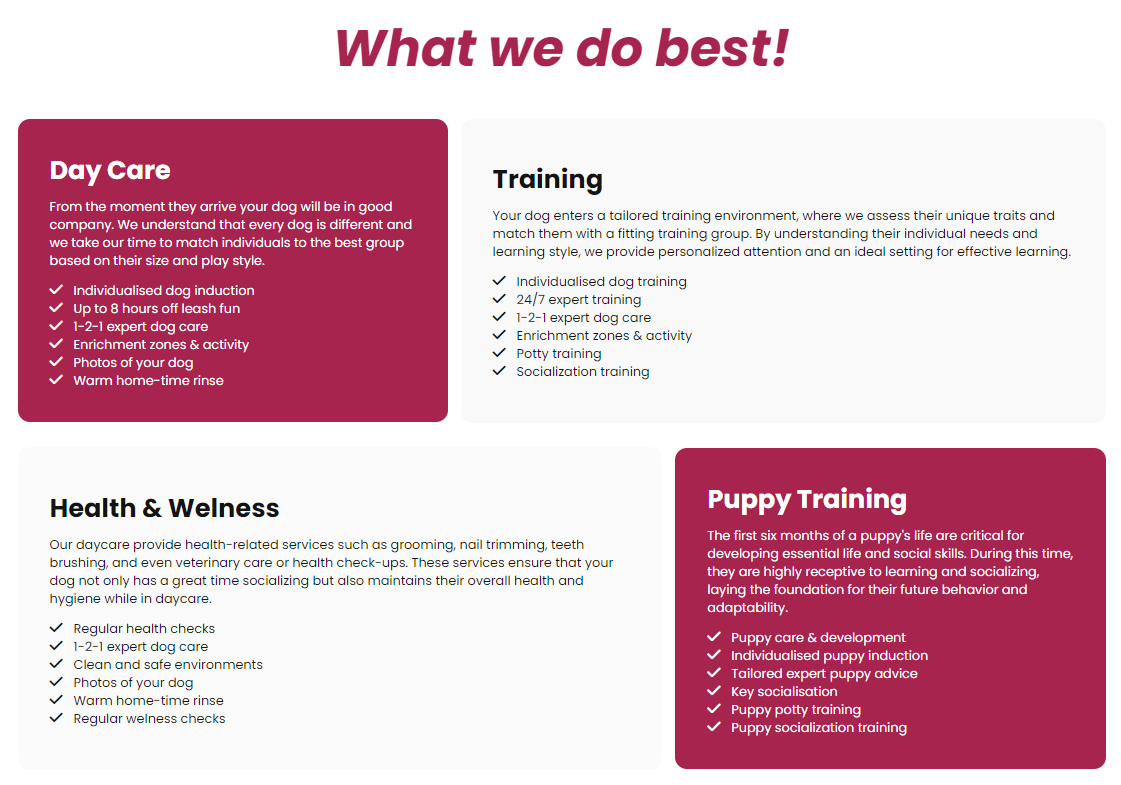 What we do best!
Day Care
From the moment they arrive your dog will be in good
company. We understand that every dog is different and
we take our time to match individuals to the best group
based on their size and play style.
Individualised dog induction
Up to 8 hours off leash fun
1-2-1 expert dog care
Enrichment zones & activity
Photos of your dog
Warm home-time rinse
Training
Your dog enters a tailored training environment, where we assess their unique traits and
match them with a fitting training group. By understanding their individual needs and
learning style, we provide personalized attention and an ideal setting for effective learning.
Individualised dog training
24/7 expert training
1-2-1 expert dog care
Enrichment zones & activity
Potty training
Socialization training
Health & Welness
Our daycare provide health-related services such as grooming, nail trimming, teeth
brushing, and even veterinary care or health check-ups. These services ensure that your
dog not only has a great time socializing but also maintains their overall health and
hygiene while in daycare.
Regular health checks
1-2-1 expert dog care
Clean and safe environments
Photos of your dog
Warm home-time rinse
Regular welness checks
Puppy Training
The first six months of a puppy's life are critical for
developing essential life and social skills. During this time,
they are highly receptive to learning and socializing,
laying the foundation for their future behavior and
adaptability.
Puppy care & development
Individualised puppy induction
Tailored expert puppy advice
Key socialisation
Puppy potty training
Puppy socialization training